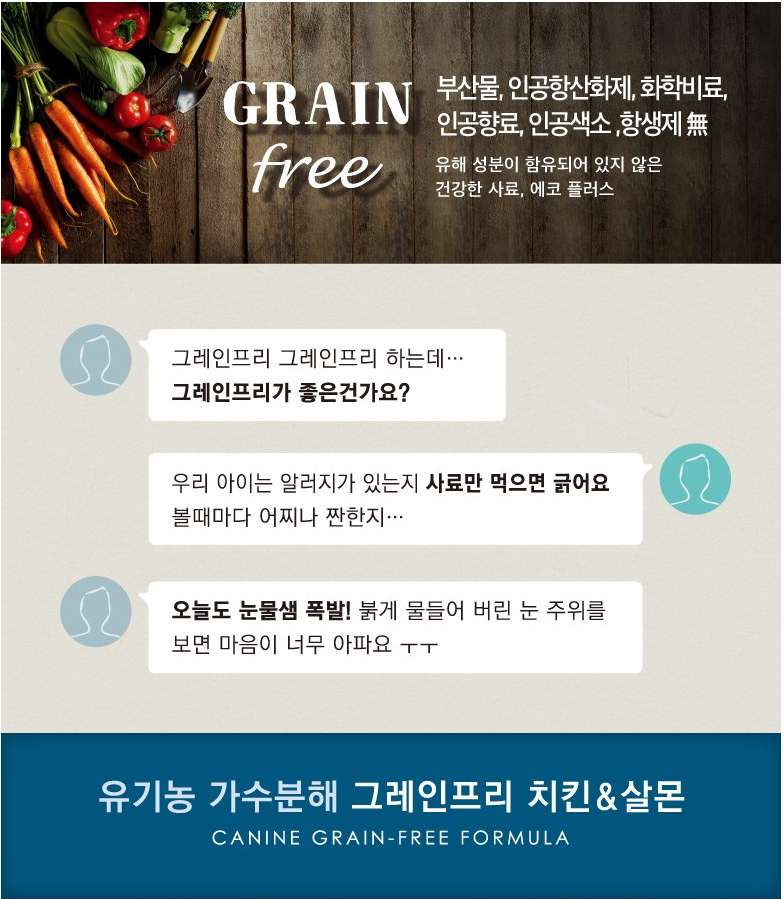 GRAIN
free
부산물, 인공항산화제, 화학비료,
인공향료, 인공색소 ,항생제 無
유해 성분이 함유되어 있지 않은
건강한 사료, 에코 플러스
그레인프리 그레인프리 하는데…
그레인프리가 좋은건가요?
우리 아이는 알러지가 있는지 사료만 먹으면 긁어요
볼때마다 어찌나 짠한지…
오늘도 눈물샘 폭발! 붉게 물들어 버린 눈 주위를
보면 마음이 너무 아파요 ㅜㅜ
유기농 가수분해 그레인프리 치킨&살몬
CANINE GRAIN-FREE FORMULA